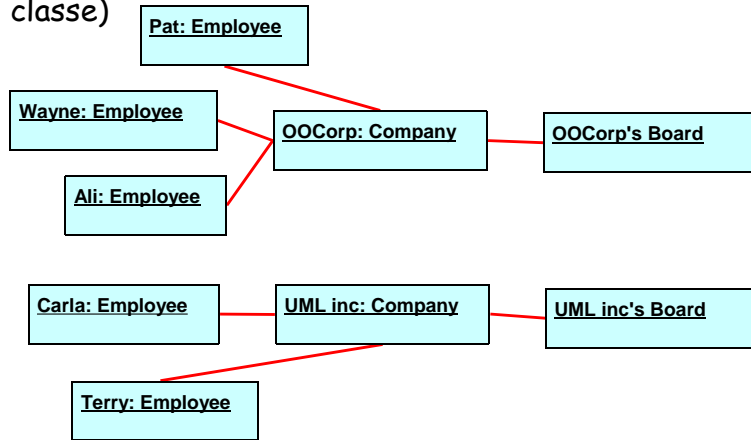 classe)
Pat: Employee
Wayne: Employee
OOCorp: Company
OOCorp's Board
Ali: Employee
Carla: Employee
UML inc: Company
UML inc's Board
Terry: Employee